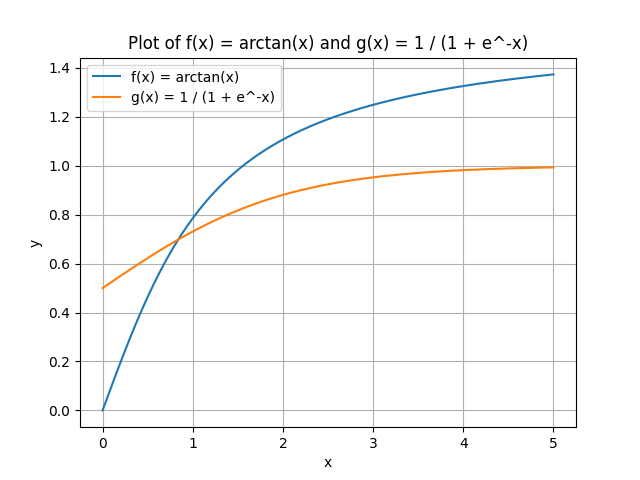 Plot of f(x) = arctan(x) and g(x) = 1 / (1 + e^-x)
f(x) = arctan(x)
g(x) = 1 / (1 + e^-x)
1.4
1.2
1.0
0.8
0.6
0.4
0.2
0.0
y
0 1 2 3 4 5
x